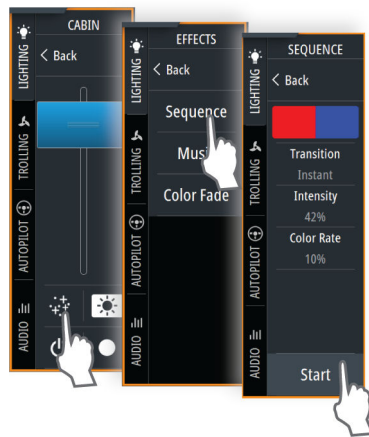 CABIN
< Back
LIGHTING
TROLLING
AUTOPILOT
AUDIO
EFFECTS
< Back
Sequence
Musi
Color Fade
LIGHTING
TROLLING
AUTOPILOT
AUDIO
SEQUENCE
< Back
Transition
Instant
Intensity
42%
Color Rate
10%
Start
LIGHTING
TROLLING
AUTOPILOT
AUDIO